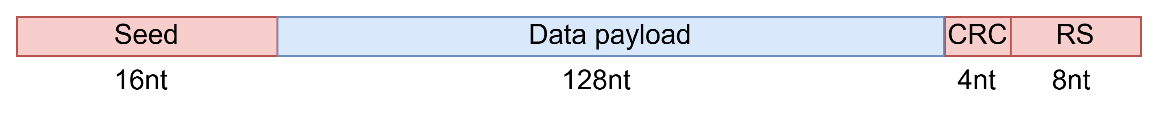 Seed Data payload CRC RS
16nt 128nt 4nt 8nt